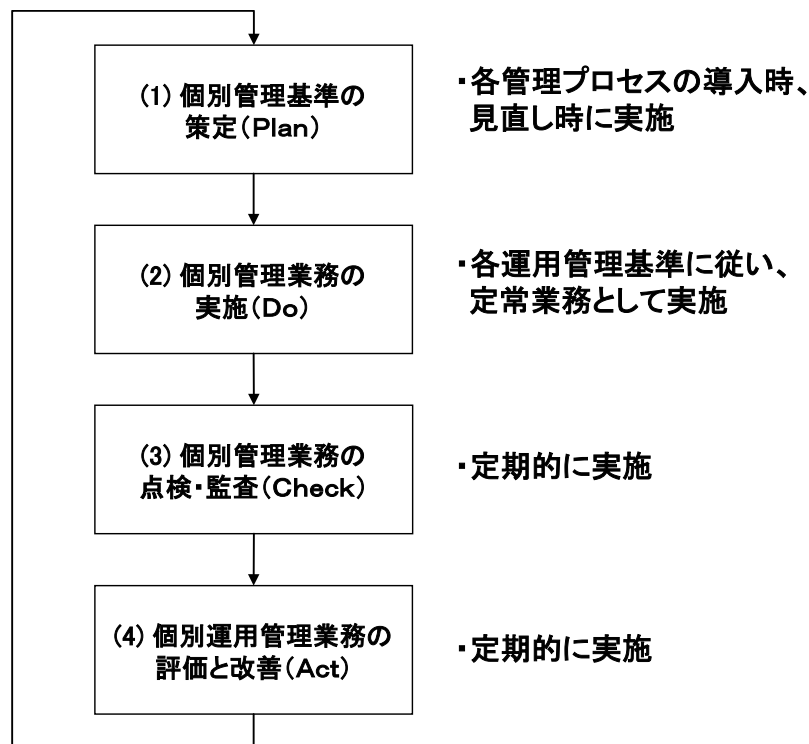 (1) 個別管理基準の
策定(Plan)
・各管理プロセスの導入時、
見直し時に実施
(2) 個別管理業務の
実施(Do)
・各運用管理基準に従い、
定常業務として実施
(3) 個別管理業務の
点検・監査(Check)
・定期的に実施
(4) 個別運用管理業務の
評価と改善(Act)
・定期的に実施